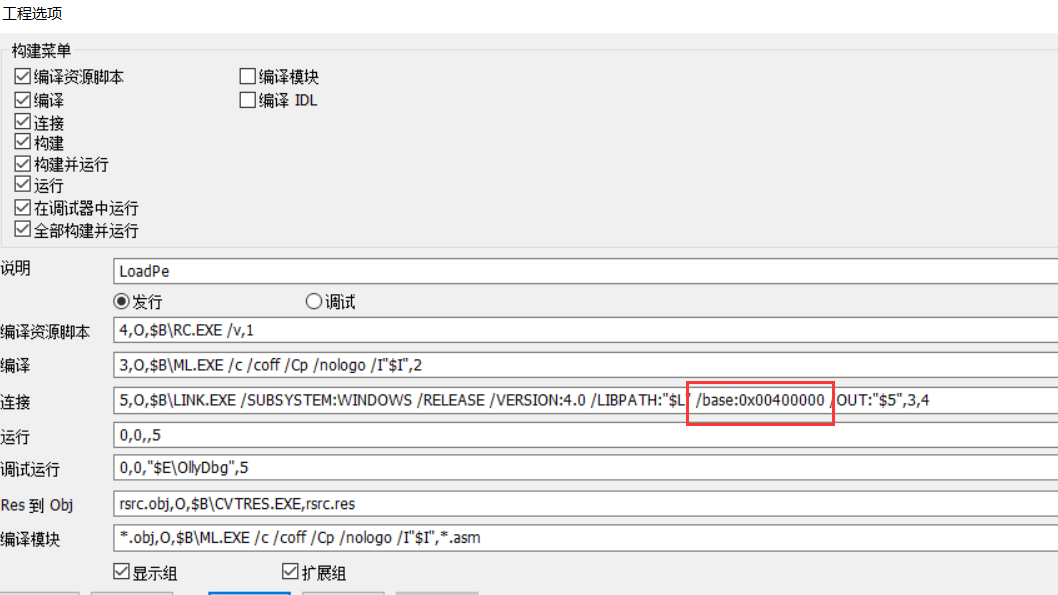 工程选项
构建菜单
编译资源脚本 编译模块
编译 编译 IDL
连接
构建
构建并运行
运行
在调试器中运行
全部构建并运行
说明 LoadPe
发行 调试
编译资源脚本 4,O,$B\RC.EXE /v,1
编译 3,O,$B\ML.EXE /c /coff /Cp /nologo /I"$I",2
连接 5,O,$B\LINK.EXE /SUBSYSTEM:WINDOWS /RELEASE /VERSION:4.0 /LIBPATH:"$L" /base:0x00400000 /OUT:"$5",3,4
运行 0,0,,5
调试运行 0,0,"$E\OllyDbg",5
Res 到 Obj rsrc.obj,O,$B\CVTRES.EXE,rsrc.res
编译模块 *.obj,O,$B\ML.EXE /c /coff /Cp /nologo /I"$I",*.asm
显示组 扩展组